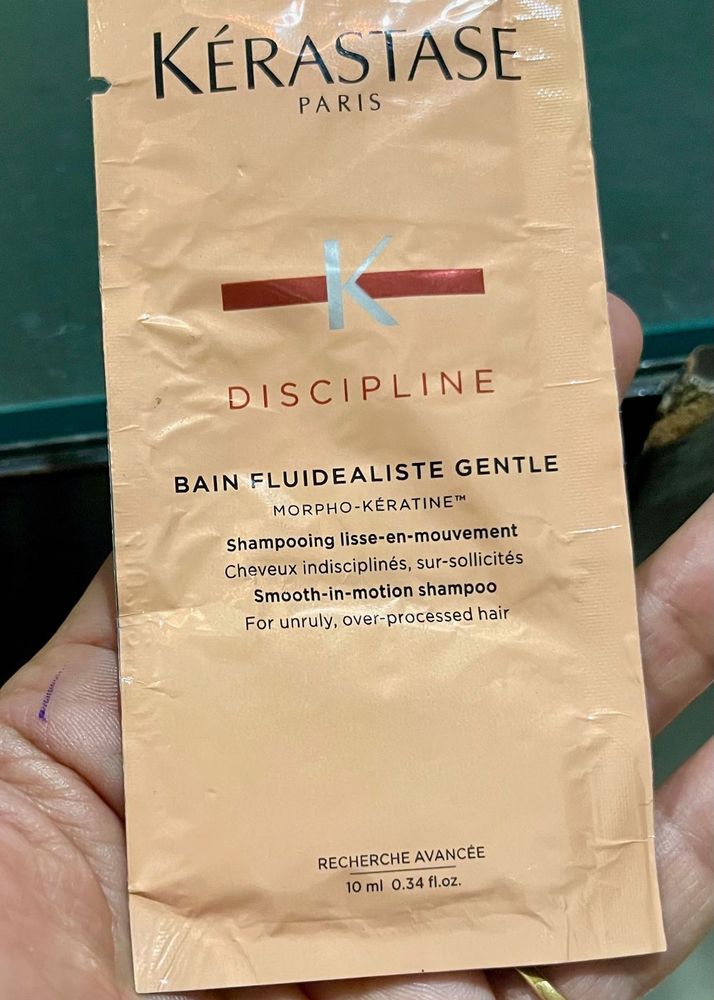 KÉRASTASE
PARIS
K
DISCIPLINE
BAIN FLUIDEALISTE GENTLE
MORPHO-KÉRATINE™
Shampooing lisse-en-mouvement
Cheveux indisciplinés, sur-sollicités
Smooth-in-motion shampoo
For unruly, over-processed hair
RECHERCHE AVANCÉE
10 ml 0.34 fl.oz.